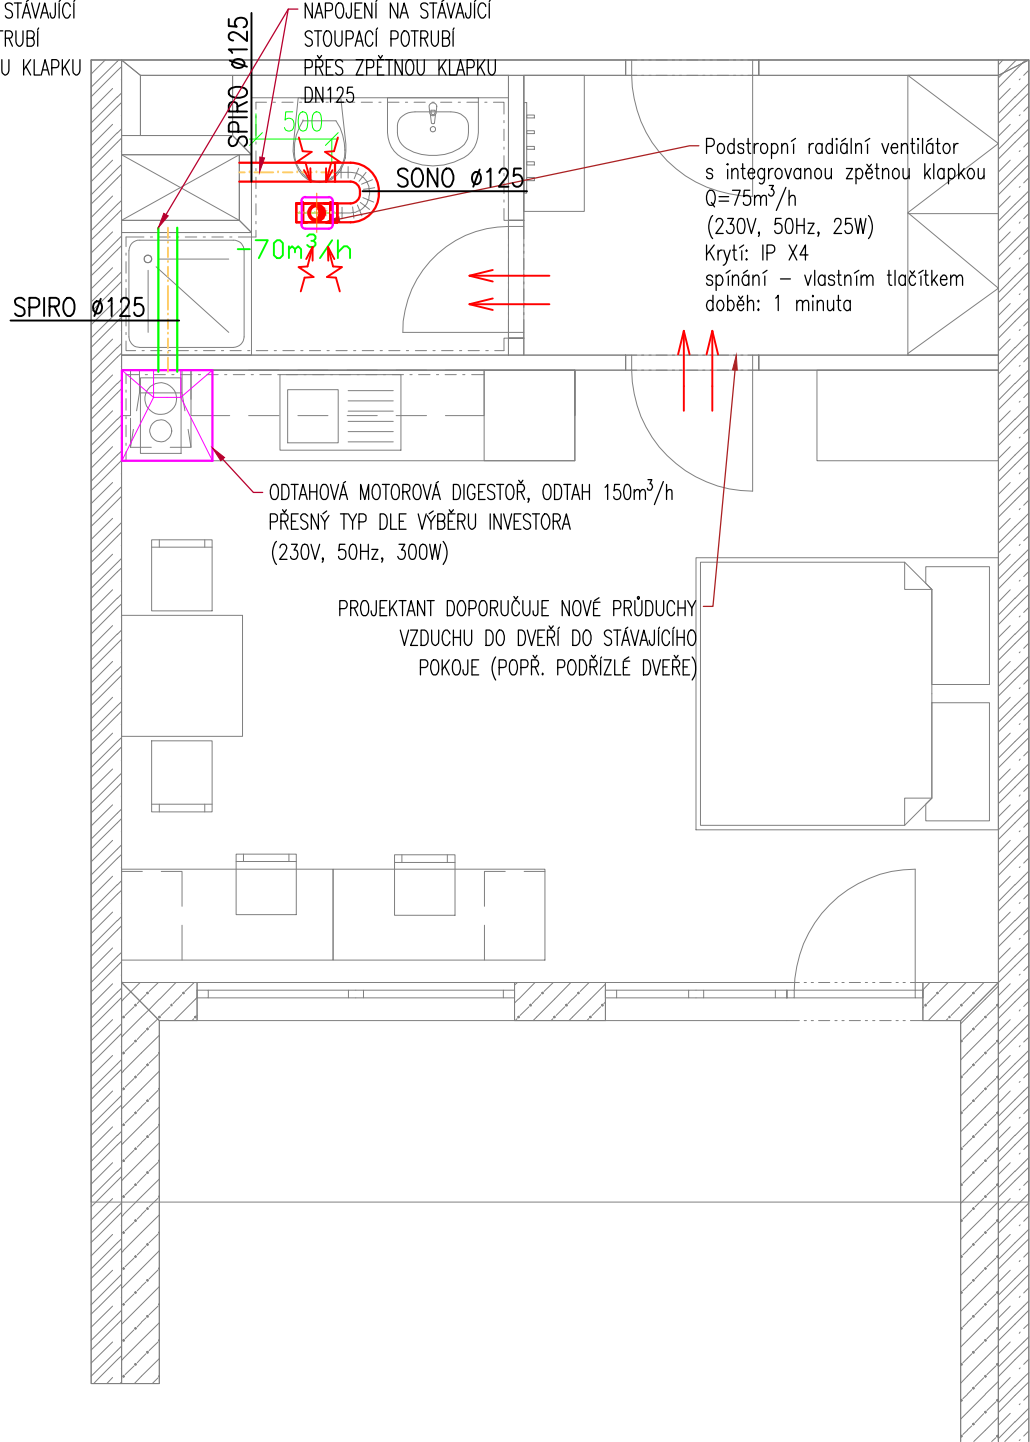 STÁVAJÍCÍ
TRUBÍ
U KLAPKU
SPIRO ø125
NAPOJENÍ NA STÁVAJÍCÍ
STOUPACÍ POTRUBÍ
PŘES ZPĚTNOU KLAPKU
DN125
500
SONO ø125
Podstropní radiální ventilátor
s integrovanou zpětnou klapkou
Q=75m³/h
(230V, 50Hz, 25W)
Krytí: IP X4
spínání – vlastním tlačítkem
doběh: 1 minuta
-70m³/h
SPIRO ø125
ODTAHOVÁ MOTOROVÁ DIGESTOŘ, ODTAH 150m³/h
PŘESNÝ TYP DLE VÝBĚRU INVESTORA
(230V, 50Hz, 300W)
PROJEKTANT DOPORUČUJE NOVÉ PRŮDUCHY
VZDUCHU DO DVEŘÍ DO STÁVAJÍCÍHO
POKOJE (POPŘ. PODŘÍZLÉ DVEŘE)